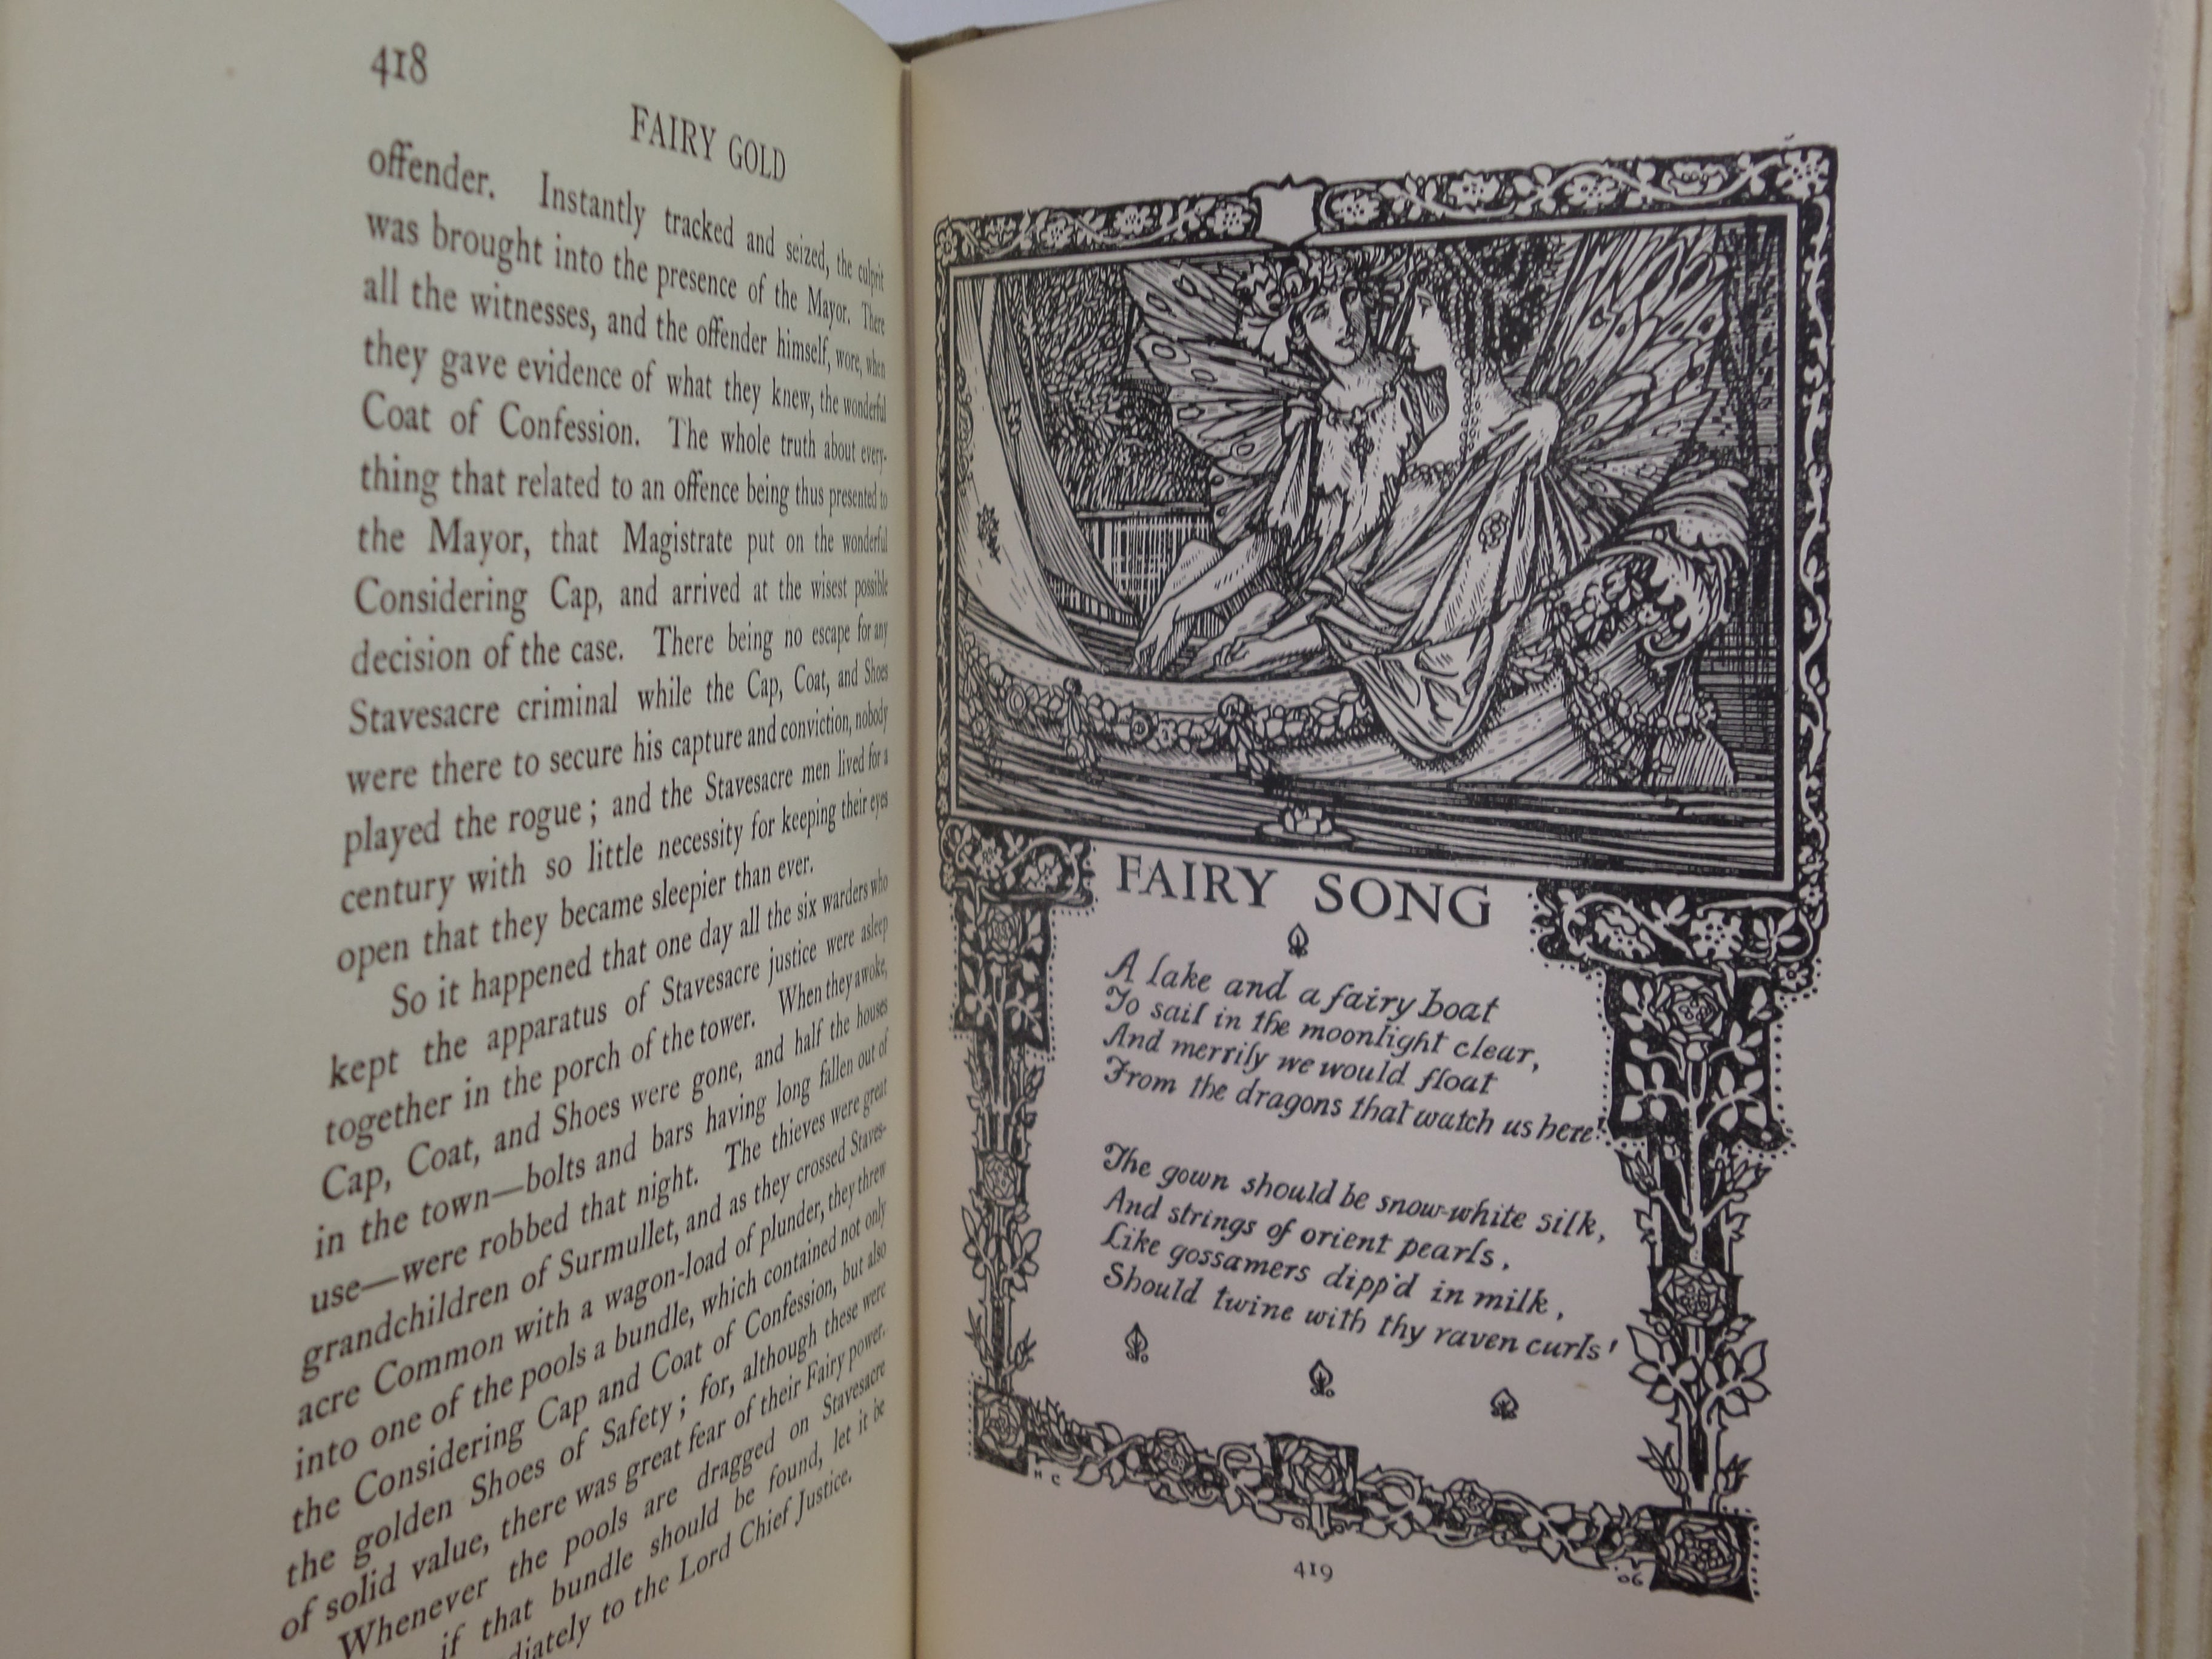 418
FAIRY GOLD
offender. Instantly tracked and seized, the culprit
was brought into the presence of the Mayor. There
all the witnesses, and the offender himself, wore, when
they gave evidence of what they knew, the wonderful
Coat of Confession. The whole truth about every-
thing that related to an offence being thus presented to
the Mayor, that Magistrate put on the wonderful
Considering Cap, and arrived at the wisest possible
decision of the case. There being no escape for any
Stavesacre criminal while the Cap, Coat, and Shoes
were there to secure his capture and conviction, nobody
played the rogue; and the Stavesacre men lived for a
century with so little necessity for keeping their eyes
open that they became sleepier than ever.
So it happened that one day all the six warders who
kept the apparatus of Stavesacre justice were asleep
together in the porch of the tower. When they awoke,
Cap, Coat, and Shoes were gone, and half the houses
in the town—bolts and bars having long fallen out of
use—were robbed that night. The thieves were great
grandchildren of Surmullet, and as they crossed Staves-
acre Common with a wagon-load of plunder, they threw
into one of the pools a bundle, which contained not only
the Considering Cap and Coat of Confession, but also
the golden Shoes of Safety; for, although these were
of solid value, there was great fear of their Fairy power.
Whenever the pools are dragged on Stavesacre
if that bundle should be found, let it be
diately to the Lord Chief Justice.
FAIRY SONG
A lake and a fairy boat
To sail in the moonlight clear,
And merrily we would float
From the dragons that watch us here!
The gown should be snow-white silk,
And strings of orient pearls,
Like gossamers dipp'd in milk,
Should twine with thy raven curls!
H C
06
419